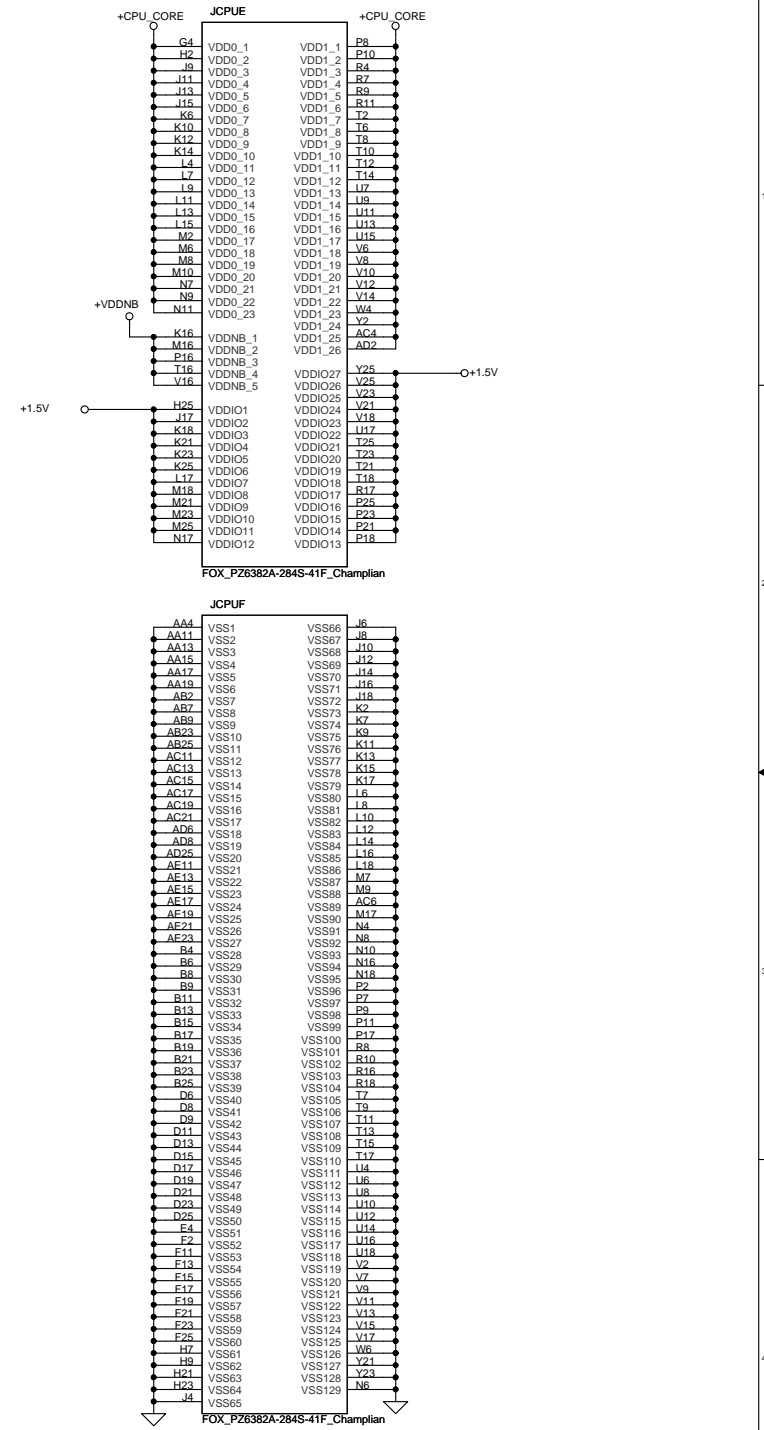 +CPU_CORE JCPUE +CPU_CORE
G4 VDD0_1 VDD1_1 P8
H2 VDD0_2 VDD1_2 P10
J9 VDD0_3 VDD1_3 R4
J11 VDD0_4 VDD1_4 R7
J13 VDD0_5 VDD1_5 R9
J15 VDD0_6 VDD1_6 R11
K6 VDD0_7 VDD1_7 T2
K10 VDD0_8 VDD1_8 T6
K12 VDD0_9 VDD1_9 T8
K14 VDD0_10 VDD1_10 T10
L4 VDD0_11 VDD1_11 T12
L7 VDD0_12 VDD1_12 T14
L9 VDD0_13 VDD1_13 U7
L11 VDD0_14 VDD1_14 U9
L13 VDD0_15 VDD1_15 U11
L15 VDD0_16 VDD1_16 U13
M2 VDD0_17 VDD1_17 U15
M6 VDD0_18 VDD1_18 V6
M8 VDD0_19 VDD1_19 V8
M10 VDD0_20 VDD1_20 V10
N7 VDD0_21 VDD1_21 V12
N9 VDD0_22 VDD1_22 V14
N11 VDD0_23 VDD1_23 W4
+VDDNB
VDD1_24 Y2
K16 VDDNB_1 VDD1_25 AC4
M16 VDDNB_2 VDD1_26 AD2
P16 VDDNB_3
T16 VDDNB_4 VDDIO27 Y25 +1.5V
V16 VDDNB_5 VDDIO26 V25
VDDIO25 V23
+1.5V H25 VDDIO1 VDDIO24 V21
J17 VDDIO2 VDDIO23 V18
K18 VDDIO3 VDDIO22 U17
K21 VDDIO4 VDDIO21 T25
K23 VDDIO5 VDDIO20 T23
K25 VDDIO6 VDDIO19 T21
L17 VDDIO7 VDDIO18 T18
M18 VDDIO8 VDDIO17 R17
M21 VDDIO9 VDDIO16 P25
M23 VDDIO10 VDDIO15 P23
M25 VDDIO11 VDDIO14 P21
N17 VDDIO12 VDDIO13 P18
FOX_PZ6382A-284S-41F_Champlian
JCPUF
AA4 VSS1 VSS66 J6
AA11 VSS2 VSS67 J8
AA13 VSS3 VSS68 J10
AA15 VSS4 VSS69 J12
AA17 VSS5 VSS70 J14
AA19 VSS6 VSS71 J16
AB2 VSS7 VSS72 J18
AB7 VSS8 VSS73 K2
AB9 VSS9 VSS74 K7
AB23 VSS10 VSS75 K9
AB25 VSS11 VSS76 K11
AC11 VSS12 VSS77 K13
AC13 VSS13 VSS78 K15
AC15 VSS14 VSS79 K17
AC17 VSS15 VSS80 L6
AC19 VSS16 VSS81 L8
AC21 VSS17 VSS82 L10
AD6 VSS18 VSS83 L12
AD8 VSS19 VSS84 L14
AD25 VSS20 VSS85 L16
AE11 VSS21 VSS86 L18
AE13 VSS22 VSS87 M7
AE15 VSS23 VSS88 M9
AE17 VSS24 VSS89 AC6
AE19 VSS25 VSS90 M17
AE21 VSS26 VSS91 N4
AE23 VSS27 VSS92 N8
B4 VSS28 VSS93 N10
B6 VSS29 VSS94 N16
B8 VSS30 VSS95 N18
B9 VSS31 VSS96 P2
B11 VSS32 VSS97 P7
B13 VSS33 VSS98 P9
B15 VSS34 VSS99 P11
B17 VSS35 VSS100 P17
B19 VSS36 VSS101 R8
B21 VSS37 VSS102 R10
B23 VSS38 VSS103 R16
B25 VSS39 VSS104 R18
D6 VSS40 VSS105 T7
D8 VSS41 VSS106 T9
D9 VSS42 VSS107 T11
D11 VSS43 VSS108 T13
D13 VSS44 VSS109 T15
D15 VSS45 VSS110 T17
D17 VSS46 VSS111 U4
D19 VSS47 VSS112 U6
D21 VSS48 VSS113 U8
D23 VSS49 VSS114 U10
D25 VSS50 VSS115 U12
E4 VSS51 VSS116 U14
F2 VSS52 VSS117 U16
F11 VSS53 VSS118 U18
F13 VSS54 VSS119 V2
F15 VSS55 VSS120 V7
F17 VSS56 VSS121 V9
F19 VSS57 VSS122 V11
F21 VSS58 VSS123 V13
F23 VSS59 VSS124 V15
F25 VSS60 VSS125 V17
H7 VSS61 VSS126 W6
H9 VSS62 VSS127 Y21
H21 VSS63 VSS128 Y23
H23 VSS64 VSS129 N6
J4 VSS65
FOX_PZ6382A-284S-41F_Champlian